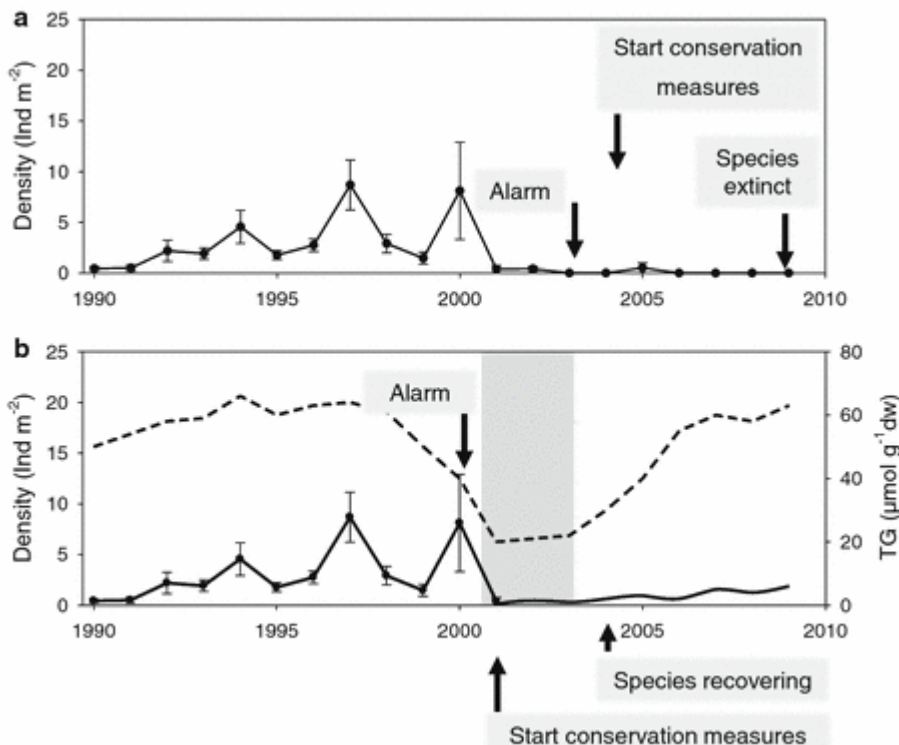 a
25
20
15
10
5
0
Density (Ind m⁻²)
Start conservation
measures
Alarm
Species
extinct
1990 1995 2000 2005 2010
b
25
20
15
10
5
0
Density (Ind m⁻²)
Alarm
80
60
40
20
0
TG (µmol g⁻¹dw)
1990 1995 2000 2005 2010
Species recovering
Start conservation measures